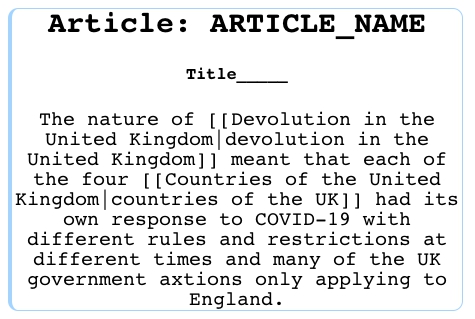 Article: ARTICLE_NAME
Title_____
The nature of [[Devolution in the
United Kingdom|devolution in the
United Kingdom]] meant that each of
the four [[Countries of the United
Kingdom|countries of the UK]] had its
own response to COVID-19 with
different rules and restrictions at
different times and many of the UK
government axtions only applying to
England.